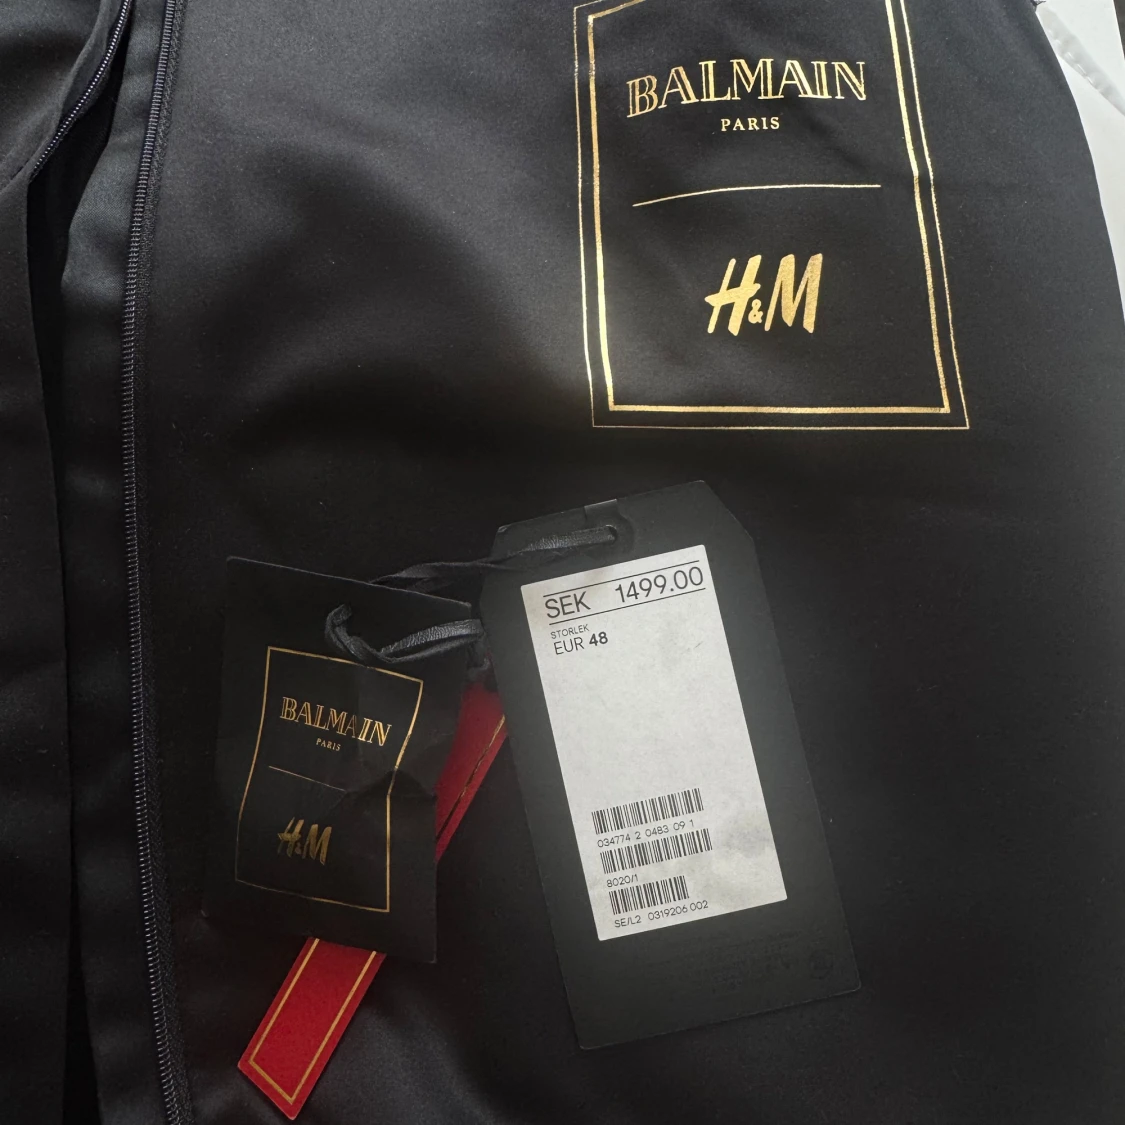 BALMAIN
PARIS
H&M
SEK 1499.00
STORLEK
EUR 48
034774 2 0483 09 1
8020/1
SE/L2 0319206 002
BALMAIN
PARIS
H&M